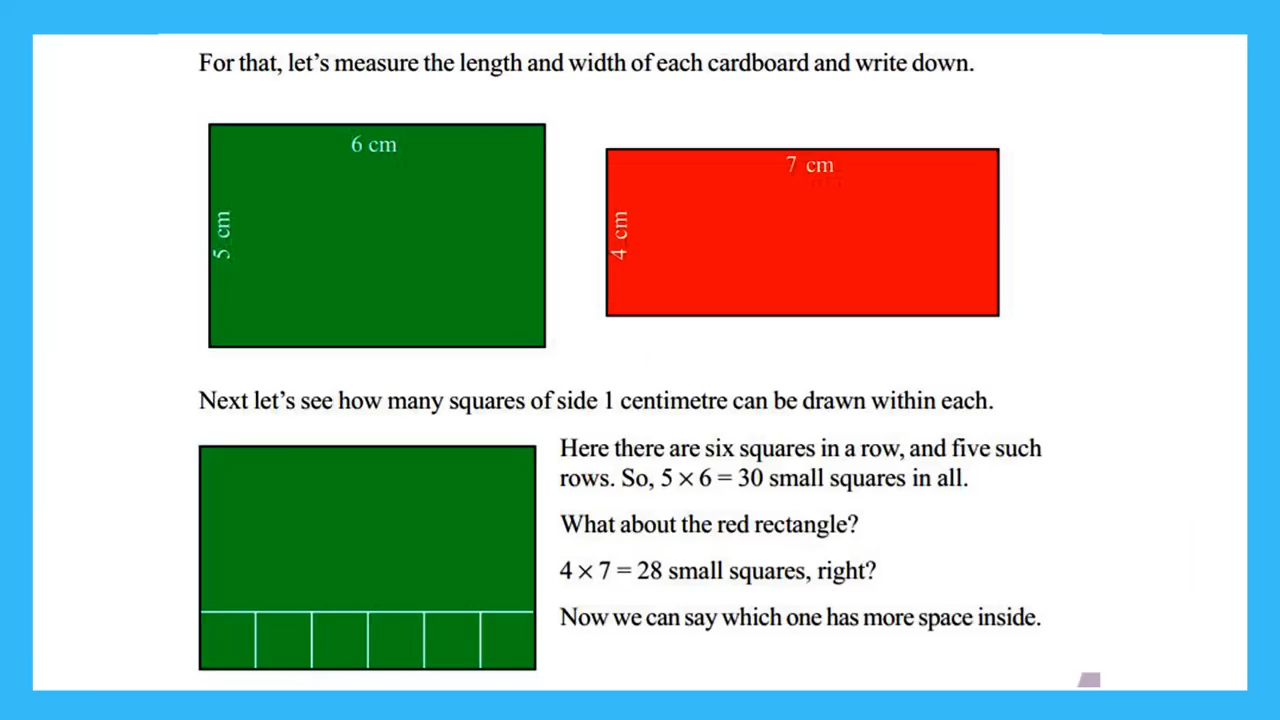 For that, let’s measure the length and width of each cardboard and write down.
6 cm
5 cm
7 cm
4 cm
Next let’s see how many squares of side 1 centimetre can be drawn within each.
Here there are six squares in a row, and five such
rows. So, 5 × 6 = 30 small squares in all.
What about the red rectangle?
4 × 7 = 28 small squares, right?
Now we can say which one has more space inside.